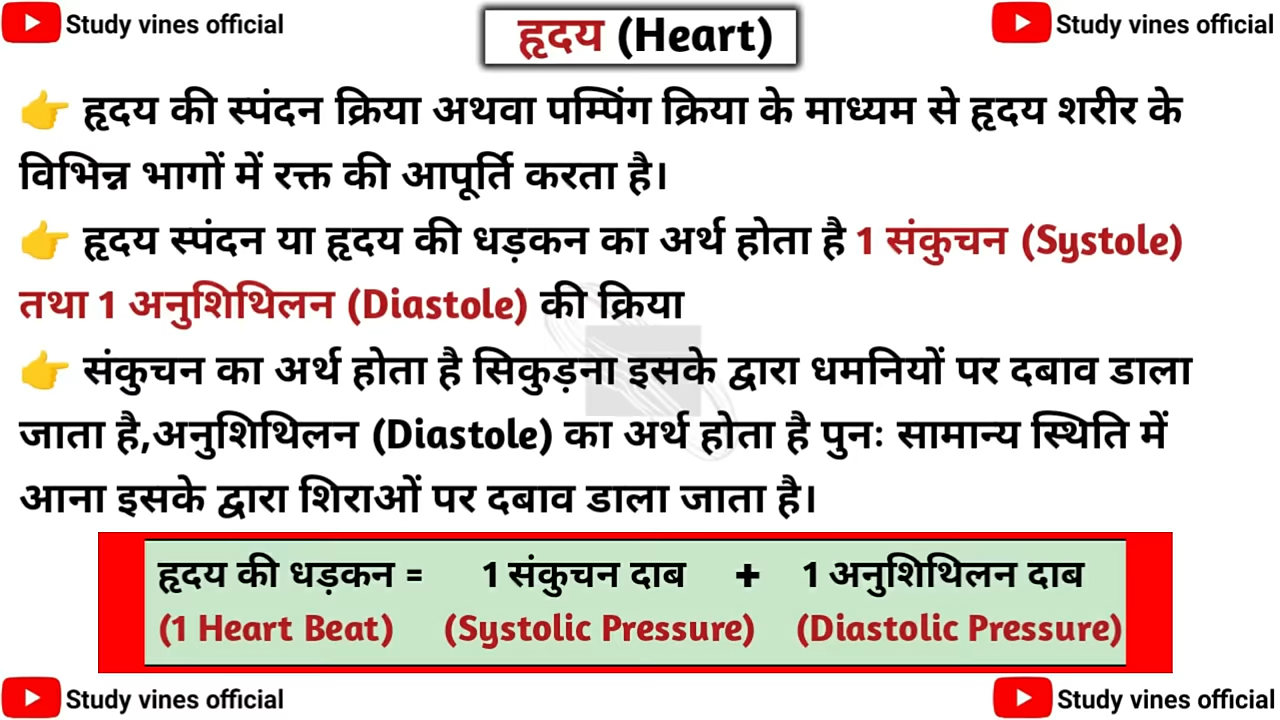 Study vines official
हृदय (Heart)
Study vines official
👉 हृदय की स्पंदन क्रिया अथवा पम्पिंग क्रिया के माध्यम से हृदय शरीर के
विभिन्न भागों में रक्त की आपूर्ति करता है।
👉 हृदय स्पंदन या हृदय की धड़कन का अर्थ होता है 1 संकुचन (Systole)
तथा 1 अनुशिथिलन (Diastole) की क्रिया
👉 संकुचन का अर्थ होता है सिकुड़ना इसके द्वारा धमनियों पर दबाव डाला
जाता है,अनुशिथिलन (Diastole) का अर्थ होता है पुनः सामान्य स्थिति में
आना इसके द्वारा शिराओं पर दबाव डाला जाता है।
हृदय की धड़कन = 1 संकुचन दाब + 1 अनुशिथिलन दाब
(1 Heart Beat) (Systolic Pressure) (Diastolic Pressure)
Study vines official
Study vines official